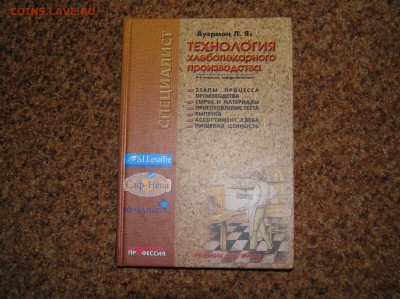 COINS.LAVE.RU
Ауэрман Л. Я.
ТЕХНОЛОГИЯ
хлебопекарного
производства
СПЕЦИАЛИСТ
ЭТАПЫ ПРОЦЕССА
ПРОИЗВОДСТВА
СЫРЬЕ И МАТЕРИАЛЫ
ПРИГОТОВЛЕНИЕ ТЕСТА
ВЫПЕЧКА
АССОРТИМЕНТ ХЛЕБА
ПИЩЕВАЯ ЦЕННОСТЬ
S.I.Lesaffre
Саф-Нева
ПРОФЕССИЯ